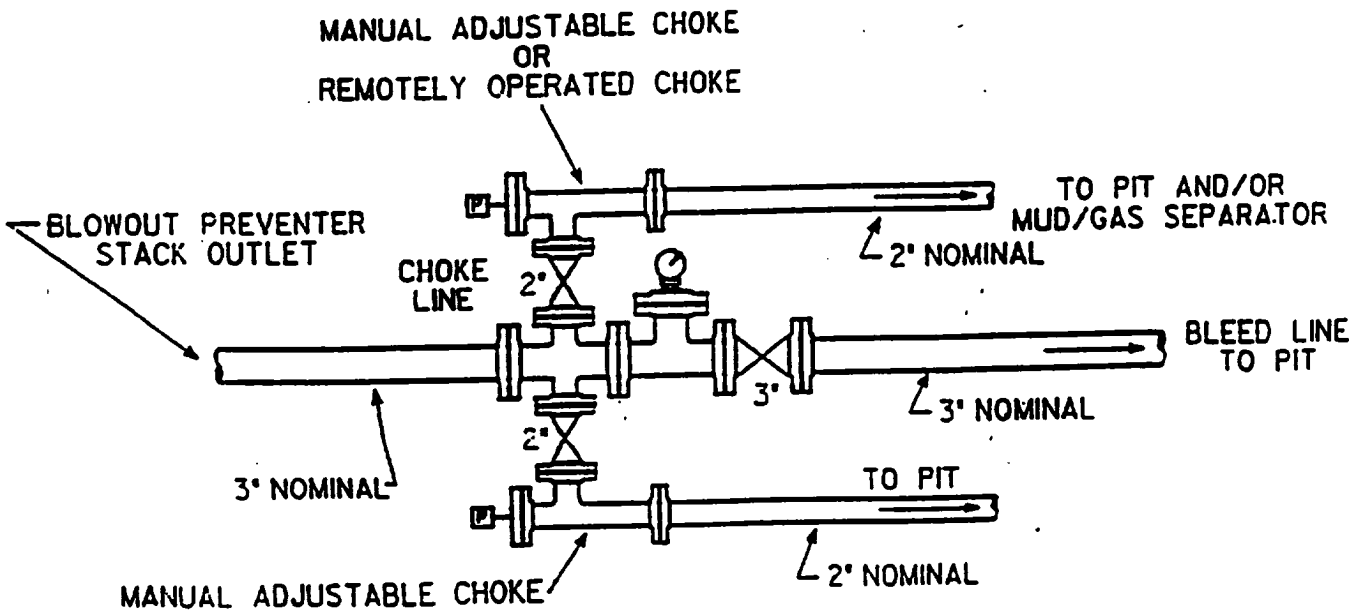 MANUAL ADJUSTABLE CHOKE
OR
REMOTELY OPERATED CHOKE
P
TO PIT AND/OR
MUD/GAS SEPARATOR
BLOWOUT PREVENTER
STACK OUTLET
2" NOMINAL
CHOKE
LINE
2"
BLEED LINE
TO PIT
3"
3" NOMINAL
2"
3" NOMINAL
TO PIT
P
2" NOMINAL
MANUAL ADJUSTABLE CHOKE